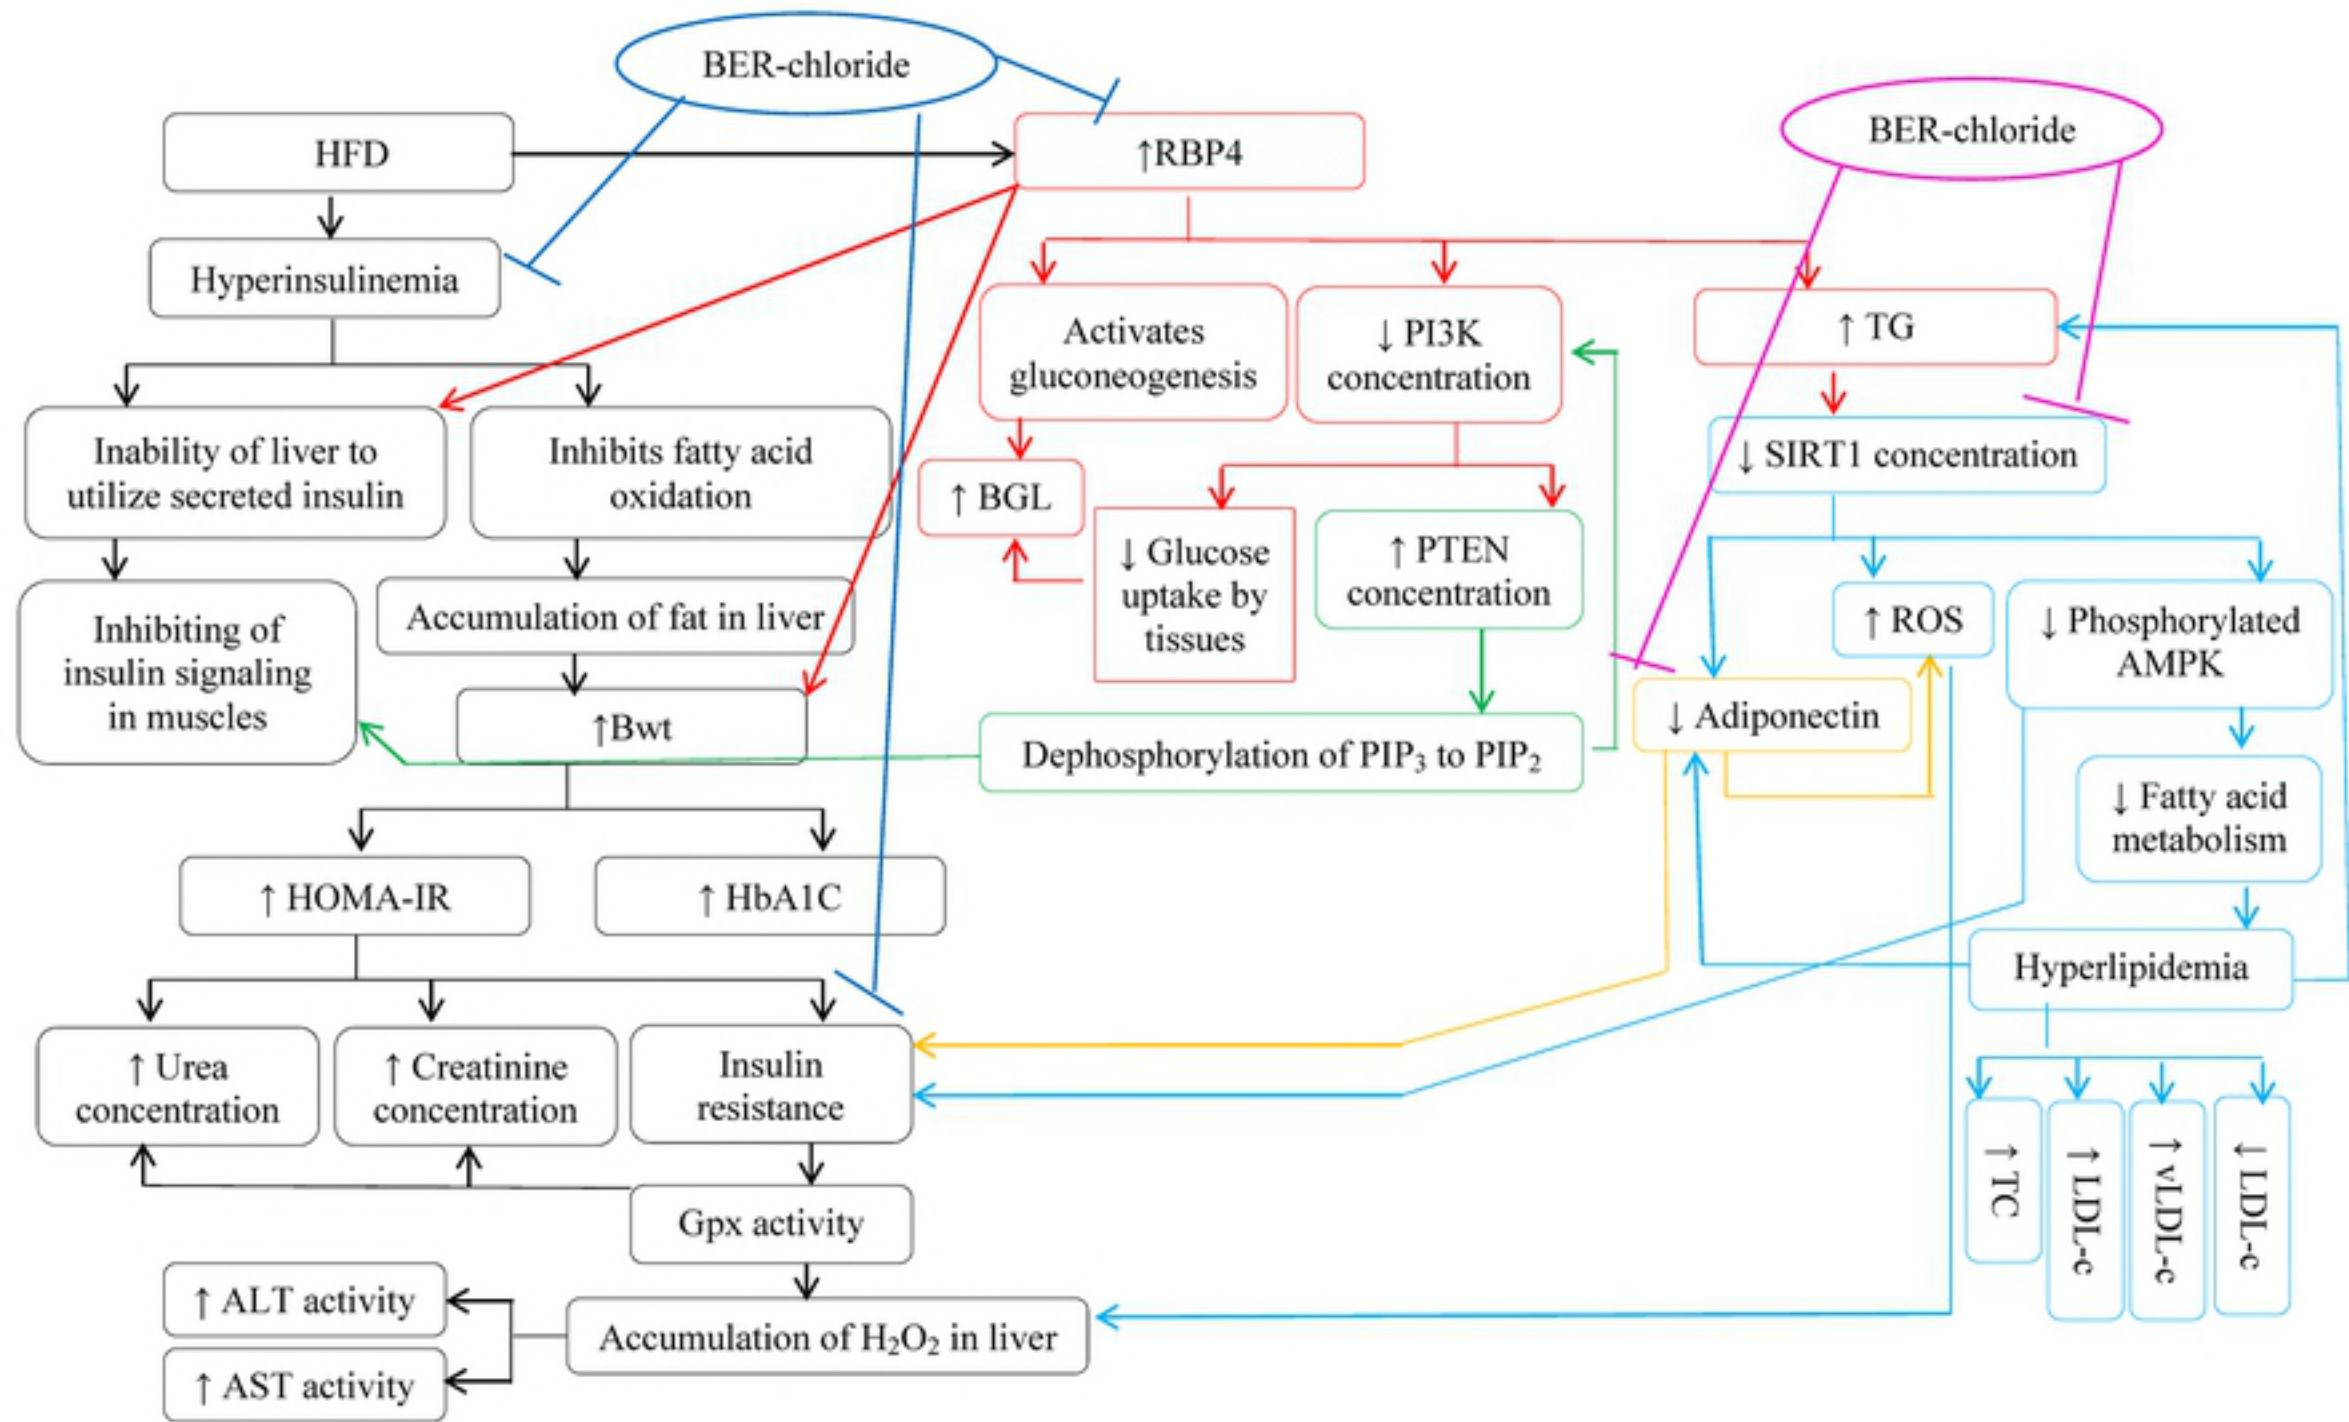 BER-chloride
BER-chloride
HFD
↑RBP4
Hyperinsulinemia
Activates
gluconeogenesis
↓ PI3K
concentration
↑ TG
Inability of liver to
utilize secreted insulin
Inhibits fatty acid
oxidation
↑ BGL
↓ SIRT1 concentration
↓ Glucose
uptake by
tissues
↑ PTEN
concentration
Inhibiting of
insulin signaling
in muscles
Accumulation of fat in liver
↑ ROS
↓ Phosphorylated
AMPK
↑Bwt
Dephosphorylation of PIP₃ to PIP₂
↓ Adiponectin
↓ Fatty acid
metabolism
↑ HOMA-IR
↑ HbA1C
Hyperlipidemia
↑ Urea
concentration
↑ Creatinine
concentration
Insulin
resistance
↑ TC
↑ LDL-c
↑ vLDL-c
↓ LDL-c
Gpx activity
↑ ALT activity
Accumulation of H₂O₂ in liver
↑ AST activity